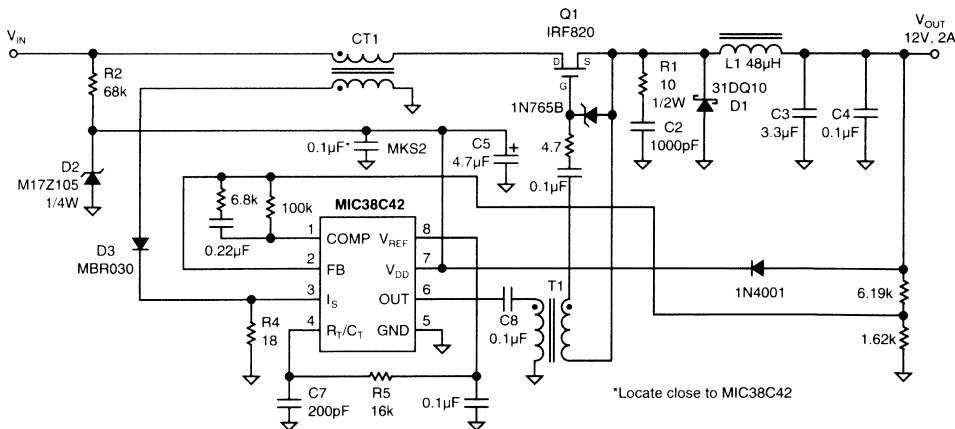 Q1
IRF820
V_IN
CT1
V_OUT
12V, 2A
D
S
G
R2
68k
R1
10
1/2W
L1 48µH
31DQ10
D1
1N765B
C2
1000pF
C3
3.3µF
C4
0.1µF
0.1µF*
MKS2
C5
4.7µF
+
4.7
0.1µF
D2
M17Z105
1/4W
6.8k
100k
0.22µF
MIC38C42
1 COMP V_REF 8
2 FB V_DD 7
3 I_S OUT 6
4 R_T/C_T GND 5
D3
MBR030
1N4001
6.19k
1.62k
T1
C8
0.1µF
R4
18
C7
200pF
R5
16k
0.1µF
*Locate close to MIC38C42